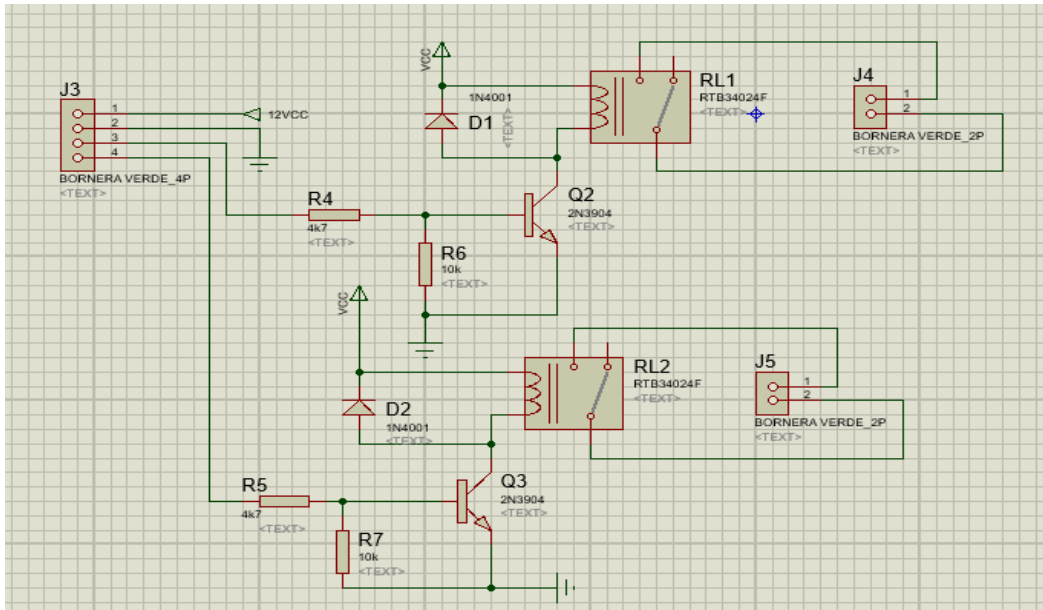 J3
1
2
3
4
BORNERA VERDE_4P
<TEXT>
12VCC
VCC
1N4001
D1
<TEXT>
RL1
RTB34024F
<TEXT>
J4
1
2
BORNERA VERDE_2P
<TEXT>
R4
4k7
<TEXT>
Q2
2N3904
<TEXT>
R6
10k
<TEXT>
VCC
D2
1N4001
<TEXT>
RL2
RTB34024F
<TEXT>
J5
1
2
BORNERA VERDE_2P
<TEXT>
R5
4k7
<TEXT>
Q3
2N3904
<TEXT>
R7
10k
<TEXT>